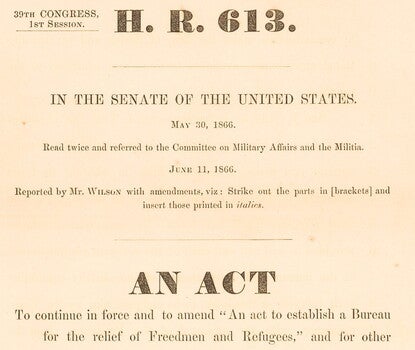 39TH CONGRESS,
1ST SESSION.
H. R. 613.
IN THE SENATE OF THE UNITED STATES.
MAY 30, 1866.
Read twice and referred to the Committee on Military Affairs and the Militia.
JUNE 11, 1866.
Reported by Mr. WILSON with amendments, viz: Strike out the parts in [brackets] and
insert those printed in italics.
AN ACT
To continue in force and to amend “An act to establish a Bureau
for the relief of Freedmen and Refugees,” and for other